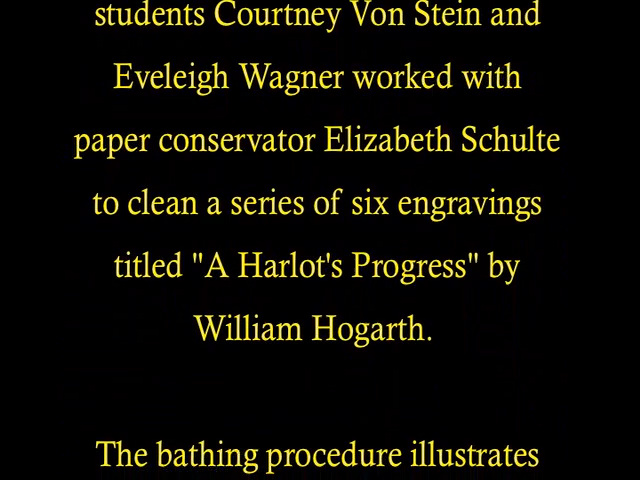 students Courtney Von Stein and
Eveleigh Wagner worked with
paper conservator Elizabeth Schulte
to clean a series of six engravings
titled "A Harlot's Progress" by
William Hogarth.
The bathing procedure illustrates